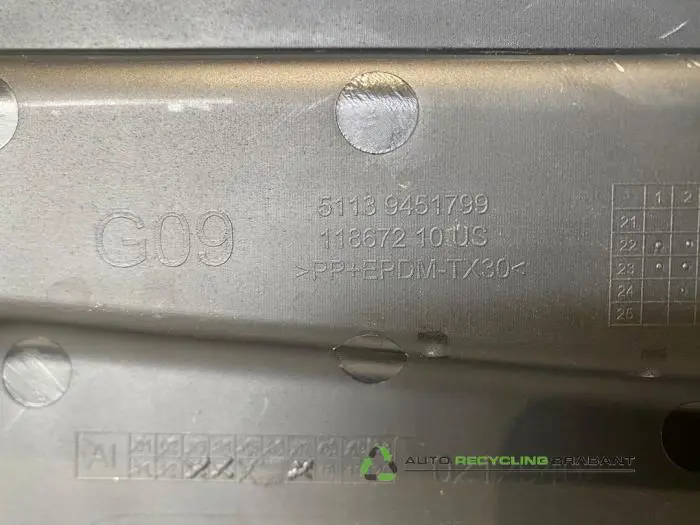 G09
5113 9451799
118672 10 US
>PP+EPDM-TX30<
1 2
21
22
23
24
25
AI
AUTO RECYCLING BRABANT